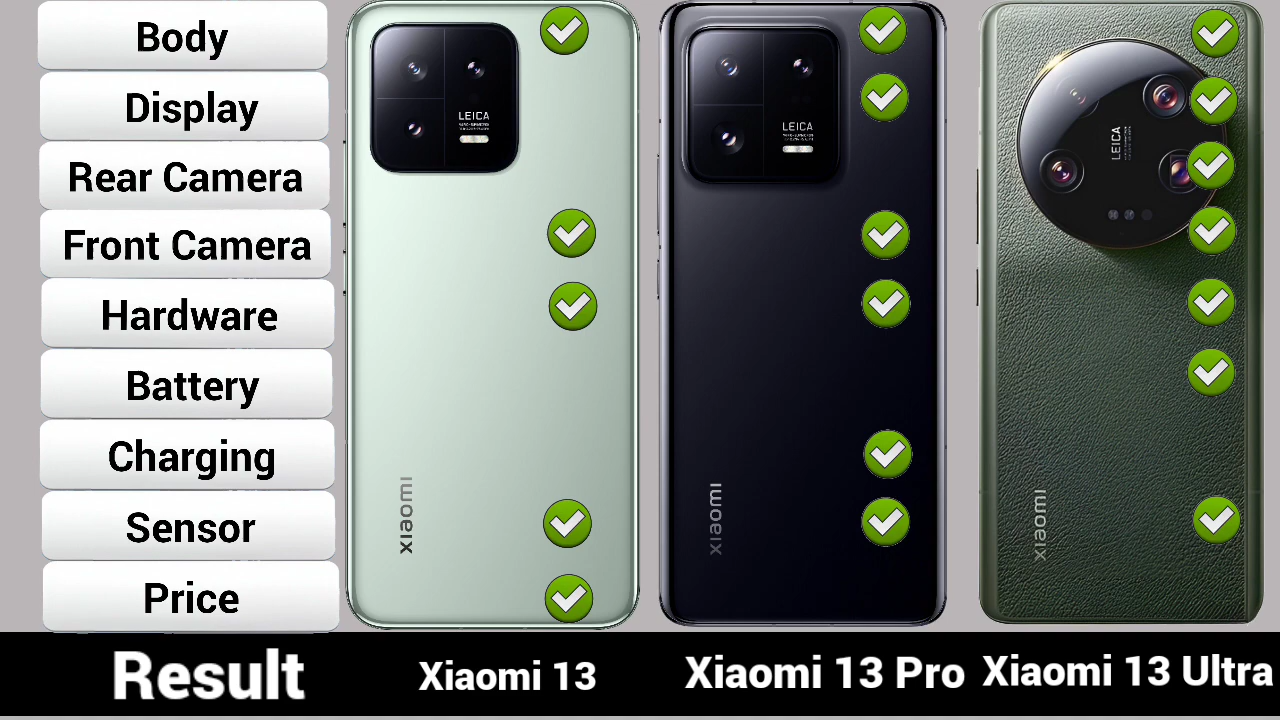 Body
Display
Rear Camera
Front Camera
Hardware
Battery
Charging
Sensor
Price
LEICA
xiaomi
LEICA
xiaomi
LEICA
xiaomi
Result
Xiaomi 13
Xiaomi 13 Pro
Xiaomi 13 Ultra